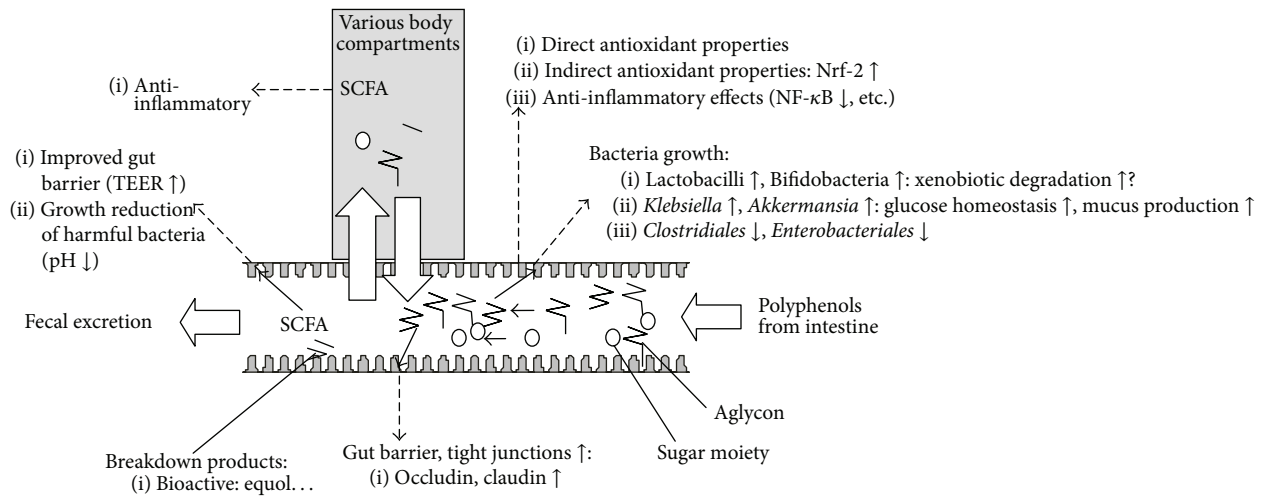 Various body
compartments
SCFA
(i) Anti-
inflammatory
(i) Direct antioxidant properties
(ii) Indirect antioxidant properties: Nrf-2 ↑
(iii) Anti-inflammatory effects (NF-κB ↓, etc.)
(i) Improved gut
barrier (TEER ↑)
(ii) Growth reduction
of harmful bacteria
(pH ↓)
Bacteria growth:
(i) Lactobacilli ↑, Bifidobacteria ↑: xenobiotic degradation ↑?
(ii) Klebsiella ↑, Akkermansia ↑: glucose homeostasis ↑, mucus production ↑
(iii) Clostridiales ↓, Enterobacteriales ↓
Fecal excretion
SCFA
Polyphenols
from intestine
Aglycon
Sugar moiety
Breakdown products:
(i) Bioactive: equol...
Gut barrier, tight junctions ↑:
(i) Occludin, claudin ↑